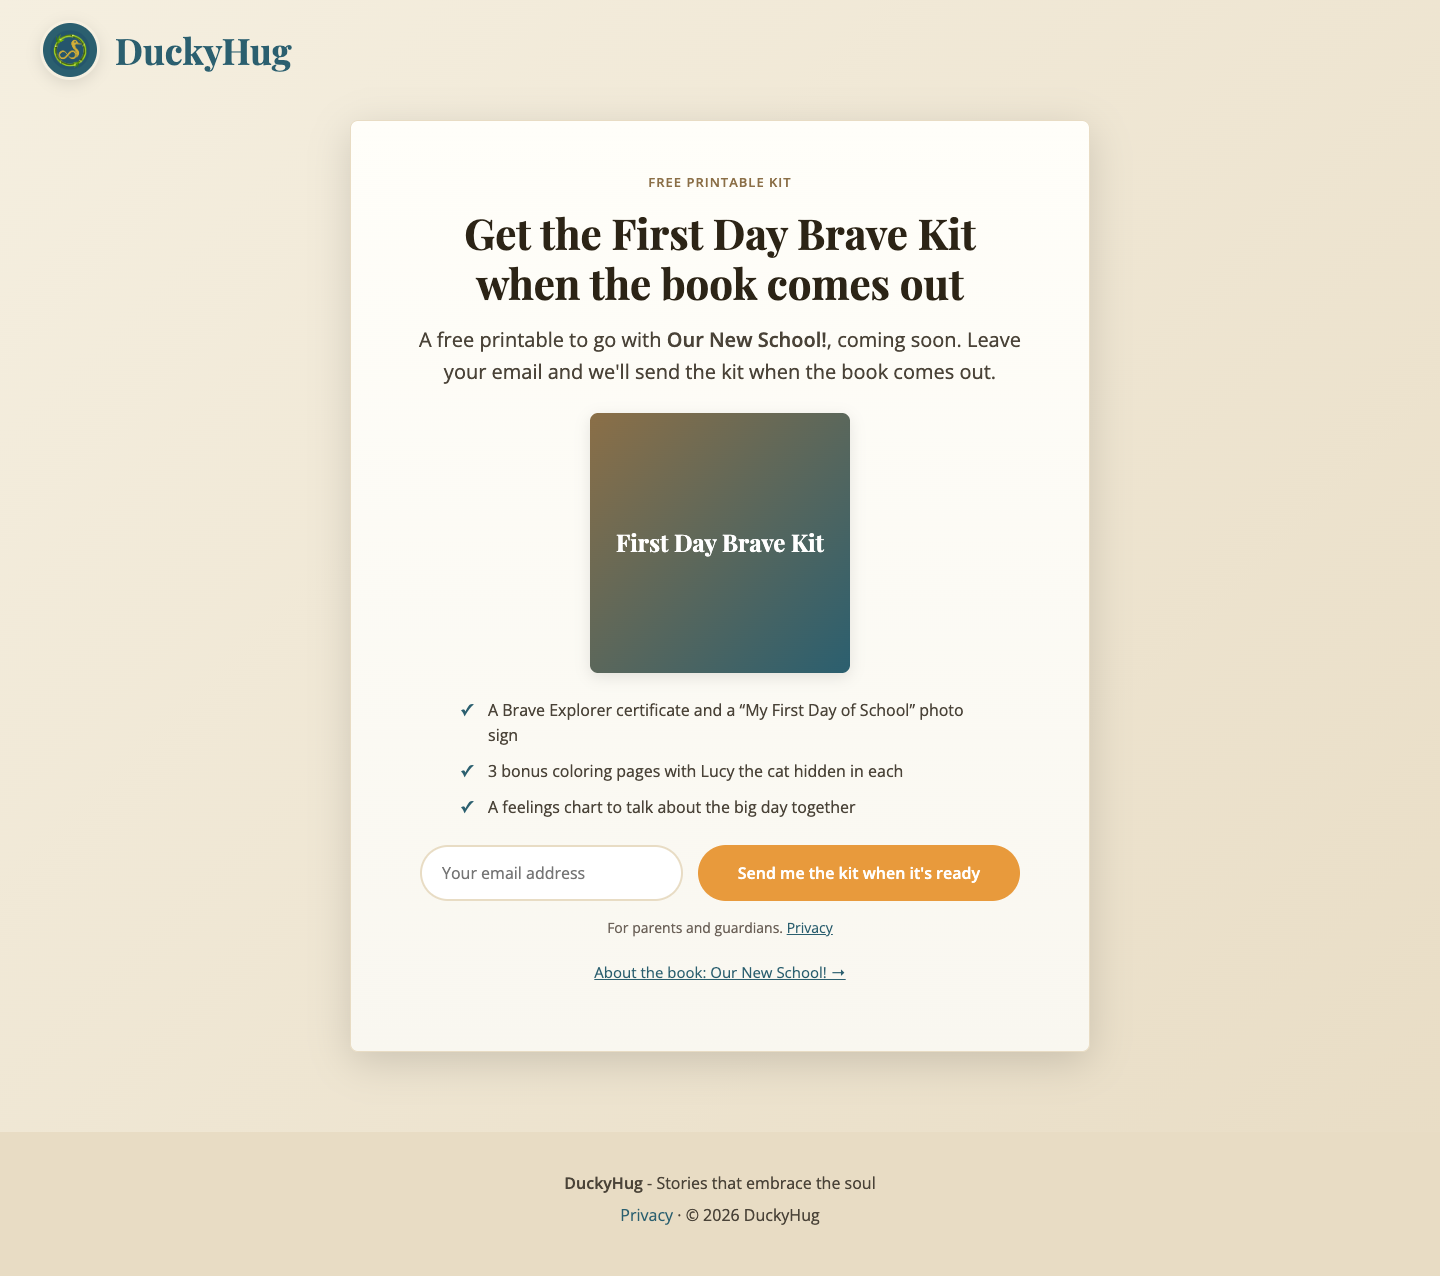 DuckyHug
FREE PRINTABLE KIT
Get the First Day Brave Kit
when the book comes out
A free printable to go with Our New School!, coming soon. Leave
your email and we'll send the kit when the book comes out.
First Day Brave Kit
✓ A Brave Explorer certificate and a “My First Day of School” photo
sign
✓ 3 bonus coloring pages with Lucy the cat hidden in each
✓ A feelings chart to talk about the big day together
Your email address
Send me the kit when it's ready
For parents and guardians. Privacy
About the book: Our New School! →
DuckyHug - Stories that embrace the soul
Privacy · © 2026 DuckyHug